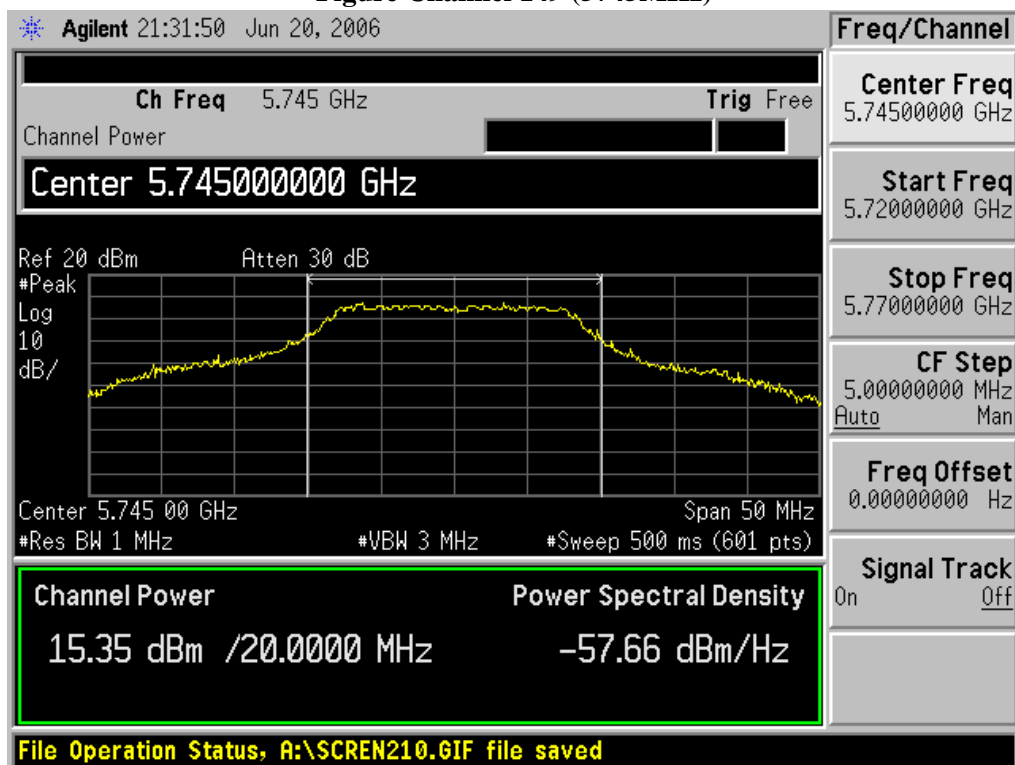 Agilent 21:31:50 Jun 20, 2006
Freq/Channel
Ch Freq 5.745 GHz Trig Free
Channel Power
Center 5.745000000 GHz
Ref 20 dBm Atten 30 dB
#Peak
Log
10
dB/
Center 5.745 00 GHz Span 50 MHz
#Res BW 1 MHz #VBW 3 MHz #Sweep 500 ms (601 pts)
Channel Power Power Spectral Density
15.35 dBm /20.0000 MHz -57.66 dBm/Hz
File Operation Status, A:\SCREN210.GIF file saved
Center Freq
5.74500000 GHz
Start Freq
5.72000000 GHz
Stop Freq
5.77000000 GHz
CF Step
5.00000000 MHz
Auto Man
Freq Offset
0.00000000 Hz
Signal Track
On Off